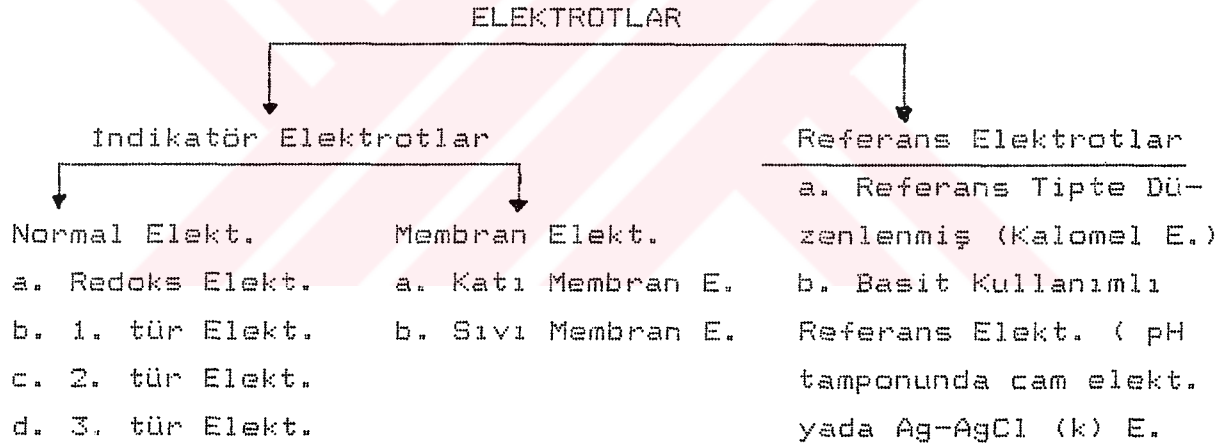 ELEKTROTLAR
İndikatör Elektrotlar
Normal Elekt.
a. Redoks Elekt.
b. 1. tür Elekt.
c. 2. tür Elekt.
d. 3. tür Elekt.
Membran Elekt.
a. Katı Membran E.
b. Sıvı Membran E.
Referans Elektrotlar
a. Referans Tipte Dü-
zenlenmiş (Kalomel E.)
b. Basit Kullanımlı
Referans Elekt. ( pH
tamponunda cam elekt.
yada Ag-AgCl (k) E.